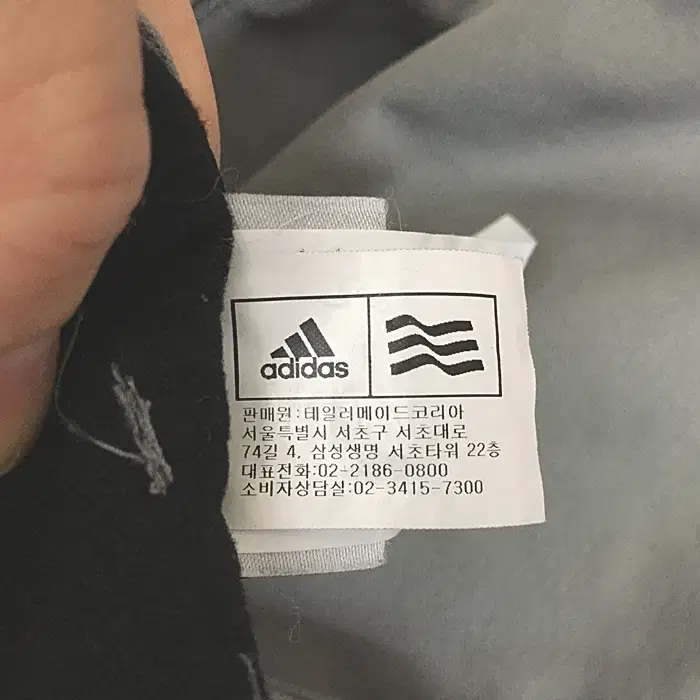 adidas
판매원:테일러메이드코리아
서울특별시 서초구 서초대로
74길 4, 삼성생명 서초타워 22층
대표전화:02-2186-0800
소비자상담실:02-3415-7300